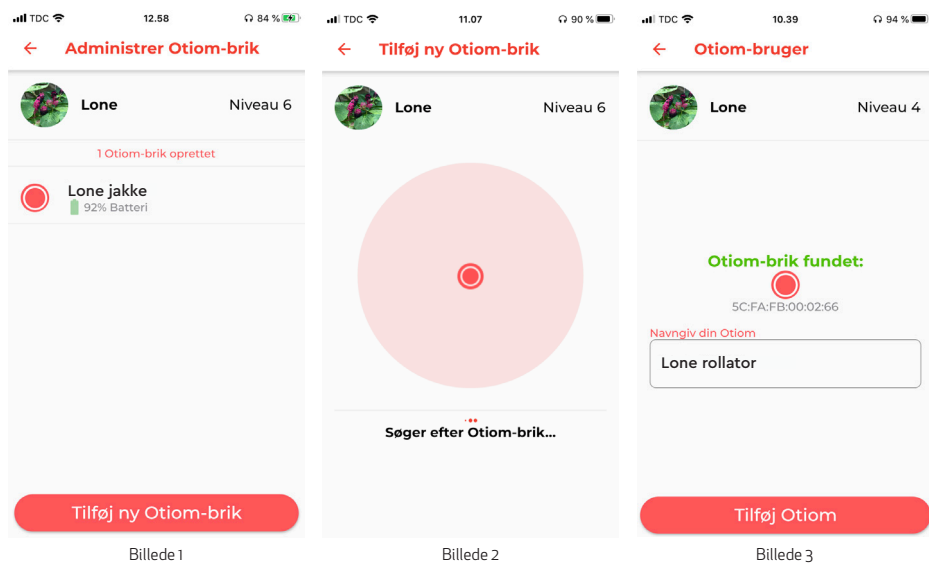 TDC 12.58 84 %
Administrer Otiom-brik
Lone Niveau 6
1 Otiom-brik oprettet
Lone jakke
92% Batteri
Tilføj ny Otiom-brik
Billede 1
TDC 11.07 90 %
Tilføj ny Otiom-brik
Lone Niveau 6
Søger efter Otiom-brik...
Billede 2
TDC 10.39 94 %
Otiom-bruger
Lone Niveau 4
Otiom-brik fundet:
5C:FA:FB:00:02:66
Navngiv din Otiom
Lone rollator
Tilføj Otiom
Billede 3